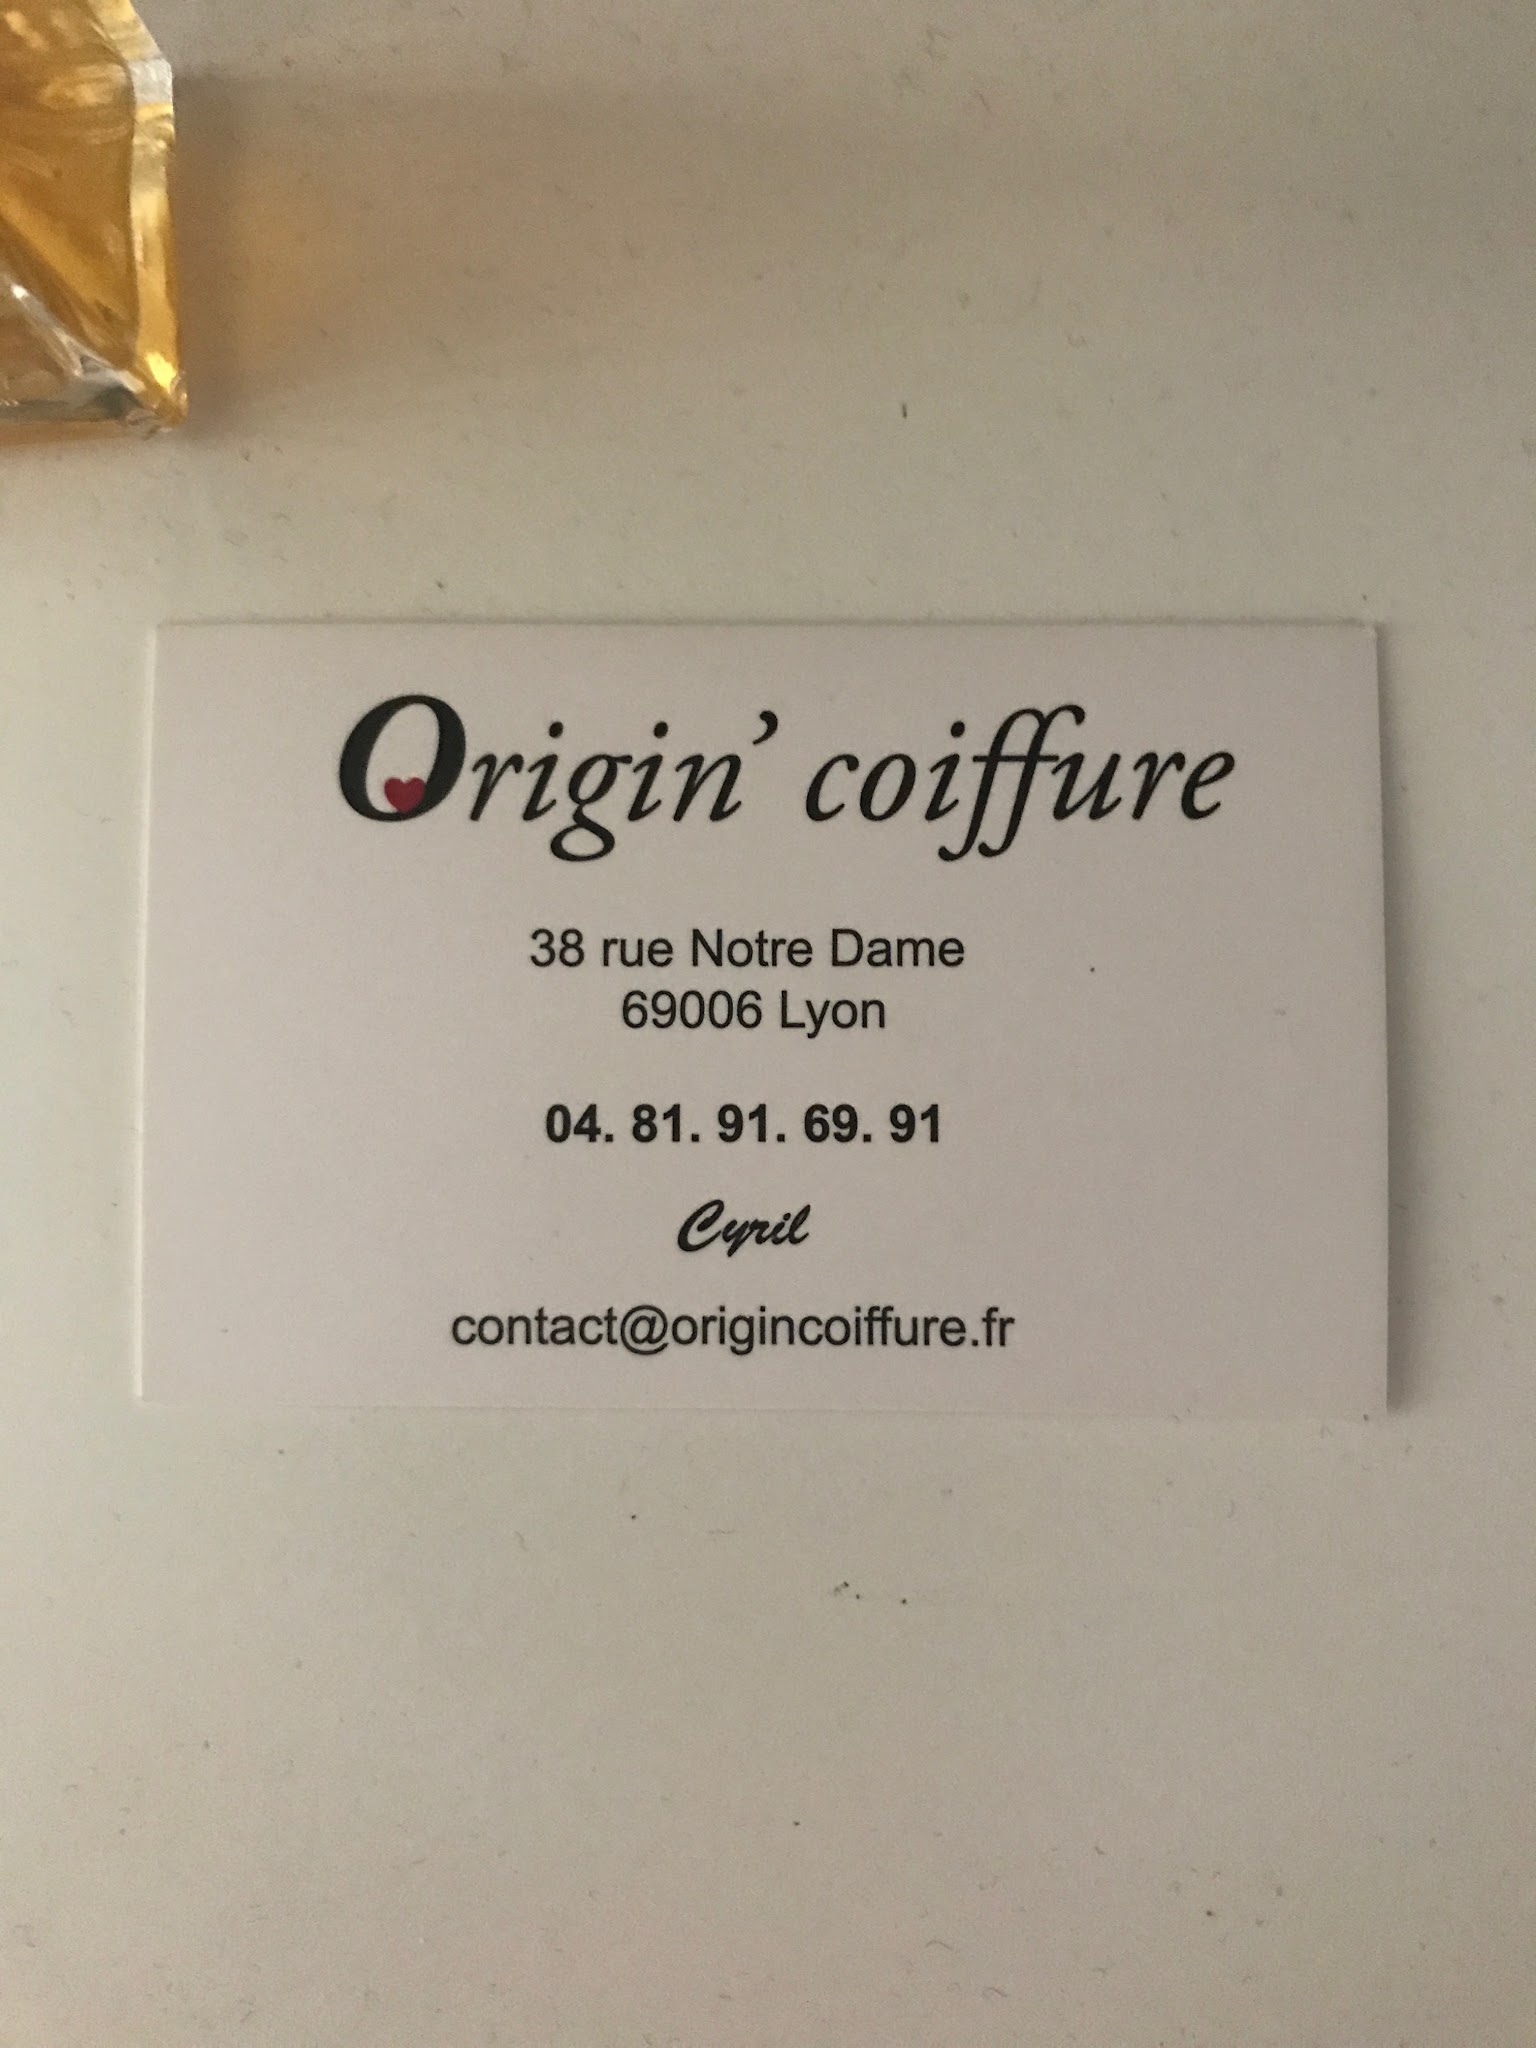 Origin’ coiffure
38 rue Notre Dame
69006 Lyon
04. 81. 91. 69. 91
Cyril
contact@origincoiffure.fr